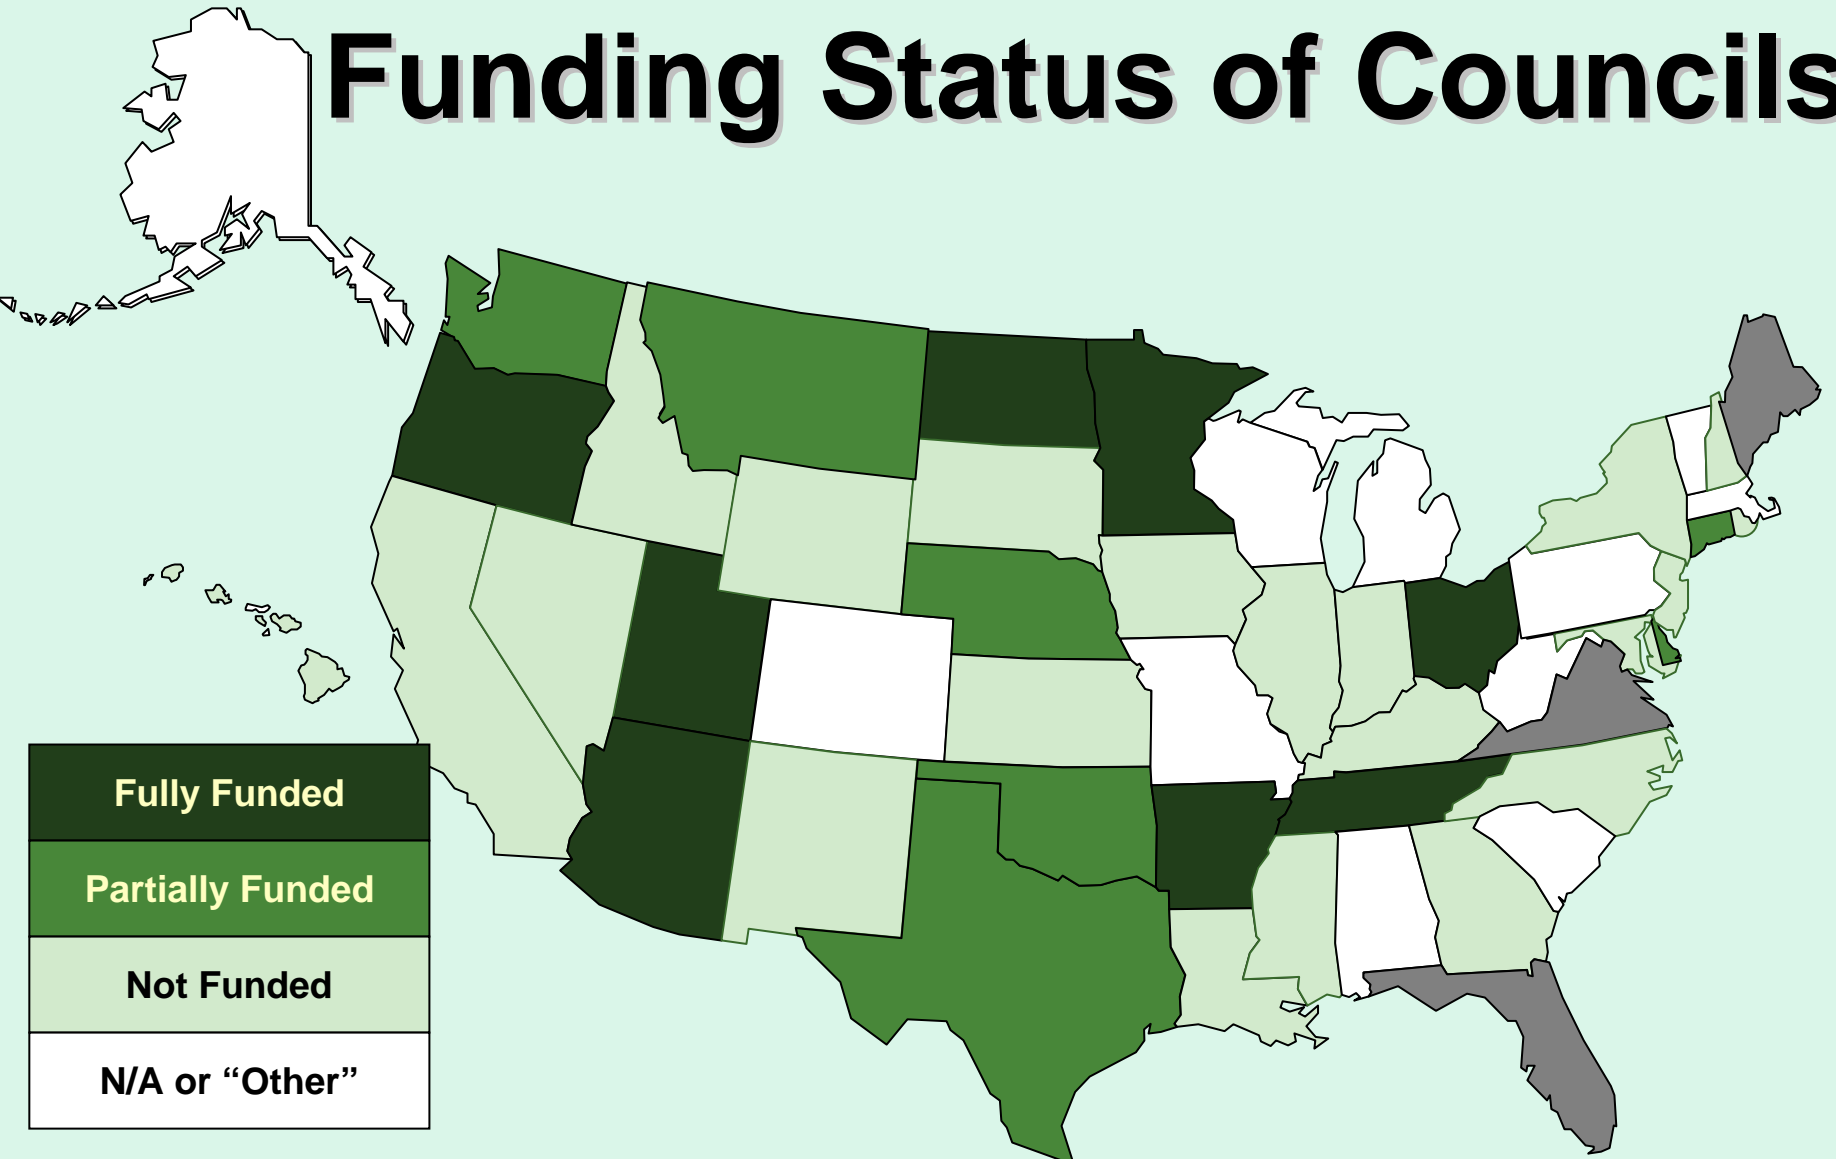 Funding Status of Councils
Fully Funded
Partially Funded
Not Funded
N/A or “Other”